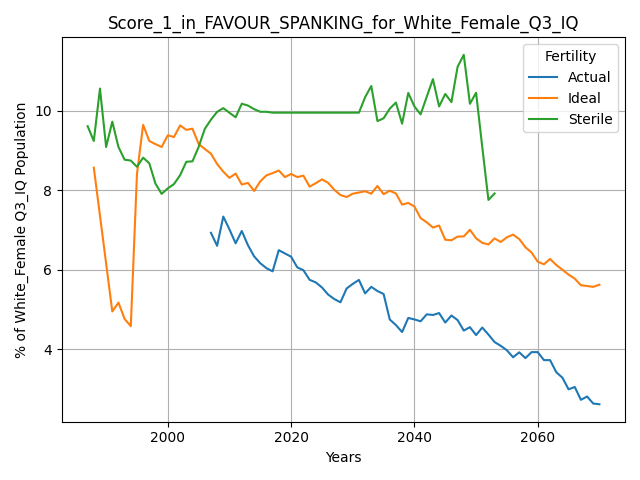 Score_1_in_FAVOUR_SPANKING_for_White_Female_Q3_IQ
Fertility
Actual
Ideal
Sterile
% of White_Female Q3_IQ Population
10
8
6
4
2000
2020
2040
2060
Years